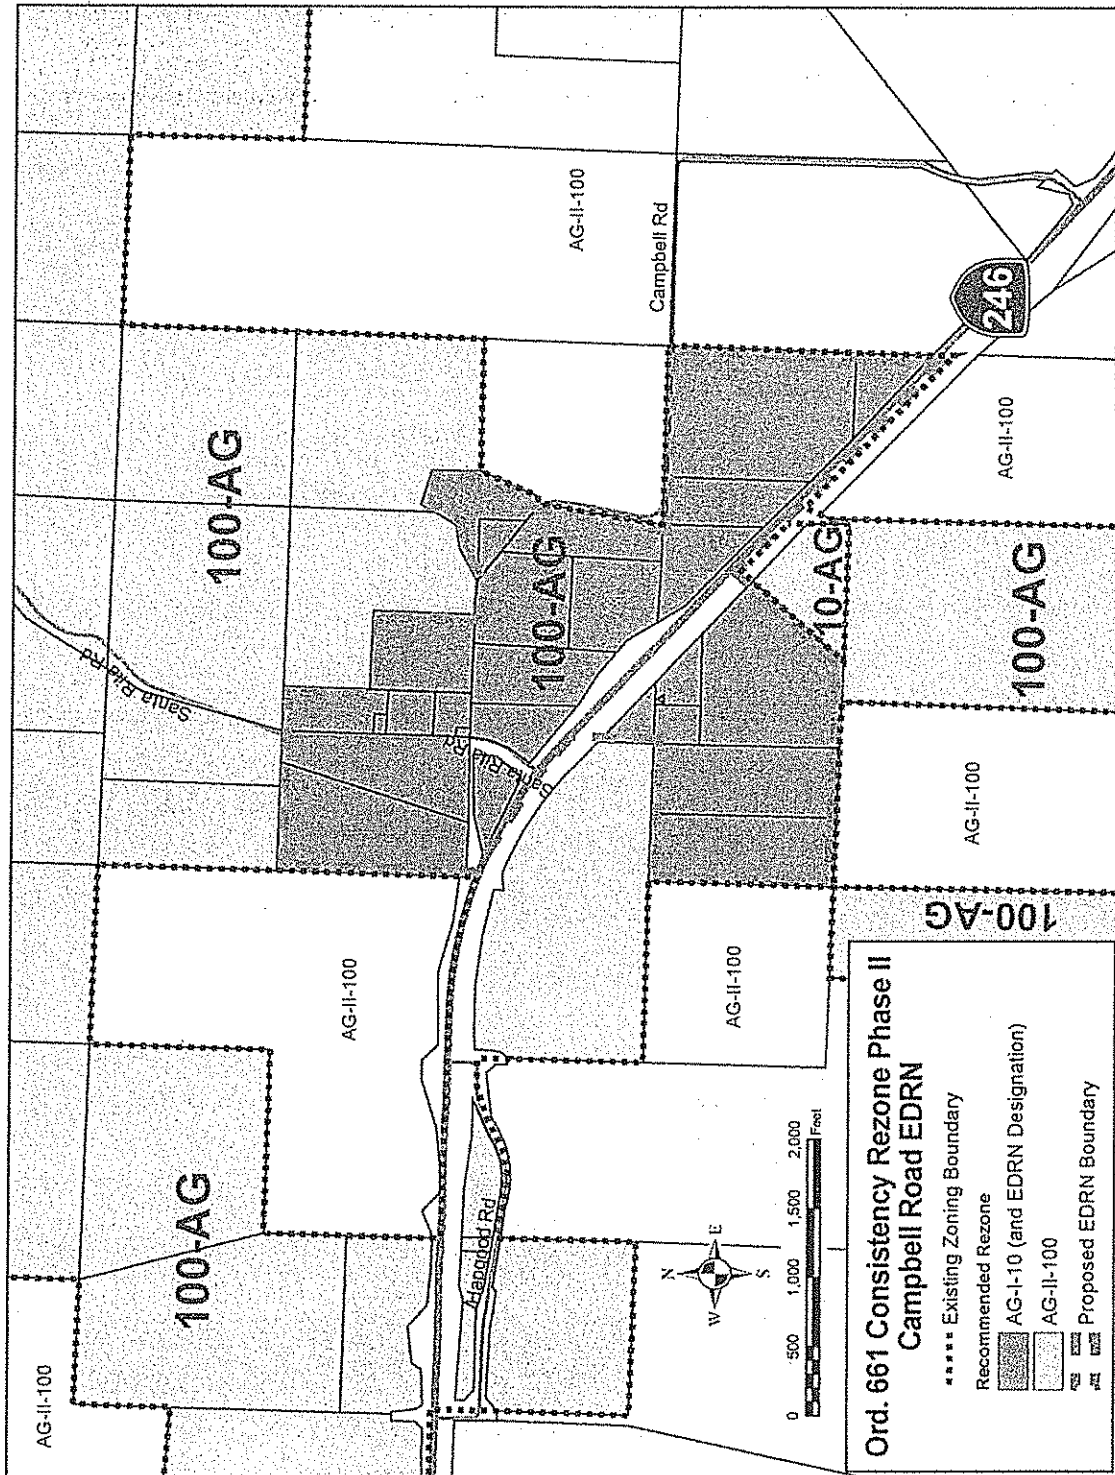 AG-II-100
100-AG
AG-II-100
100-AG
Santa Rita Rd
100-AG
AG-II-100
Campbell Rd
Santa Rita Rd
Santa Rita Rd
Hapgood Rd
246
10-AG
AG-II-100
AG-II-100
AG-II-100
100-AG
100-AG
N
W
E
S
0 500 1,000 1,500 2,000
Feet
Ord. 661 Consistency Rezone Phase II
Campbell Road EDRN
Existing Zoning Boundary
Recommended Rezone
AG-I-10 (and EDRN Designation)
AG-II-100
Proposed EDRN Boundary